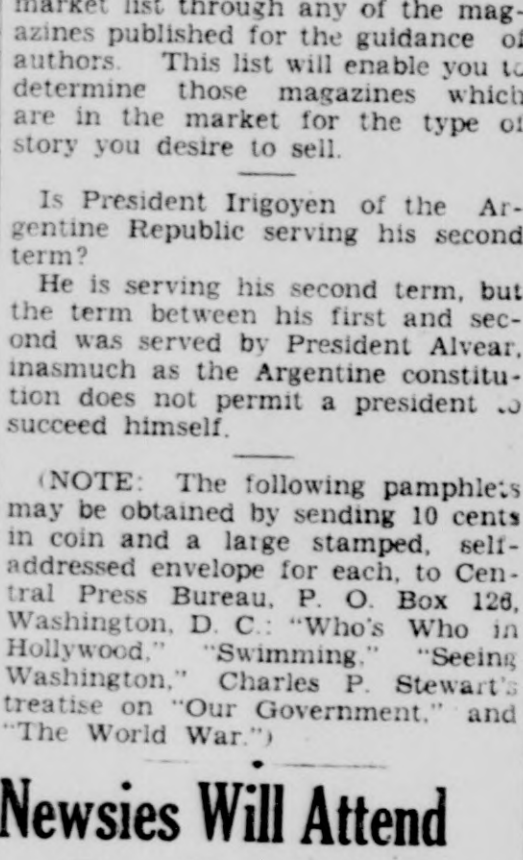 market list through any of the mag-
azines published for the guidance of
authors. This list will enable you to
determine those magazines which
are in the market for the type of
story you desire to sell.
Is President Irigoyen of the Ar-
gentine Republic serving his second
term?
He is serving his second term, but
the term between his first and sec-
ond was served by President Alvear,
inasmuch as the Argentine constitu-
tion does not permit a president to
succeed himself.
(NOTE: The following pamphlets
may be obtained by sending 10 cents
in coin and a large stamped, self-
addressed envelope for each, to Cen-
tral Press Bureau, P. O. Box 126,
Washington, D. C.: "Who's Who in
Hollywood," "Swimming," "Seeing
Washington," Charles P. Stewart's
treatise on "Our Government," and
"The World War.")
Newsies Will Attend